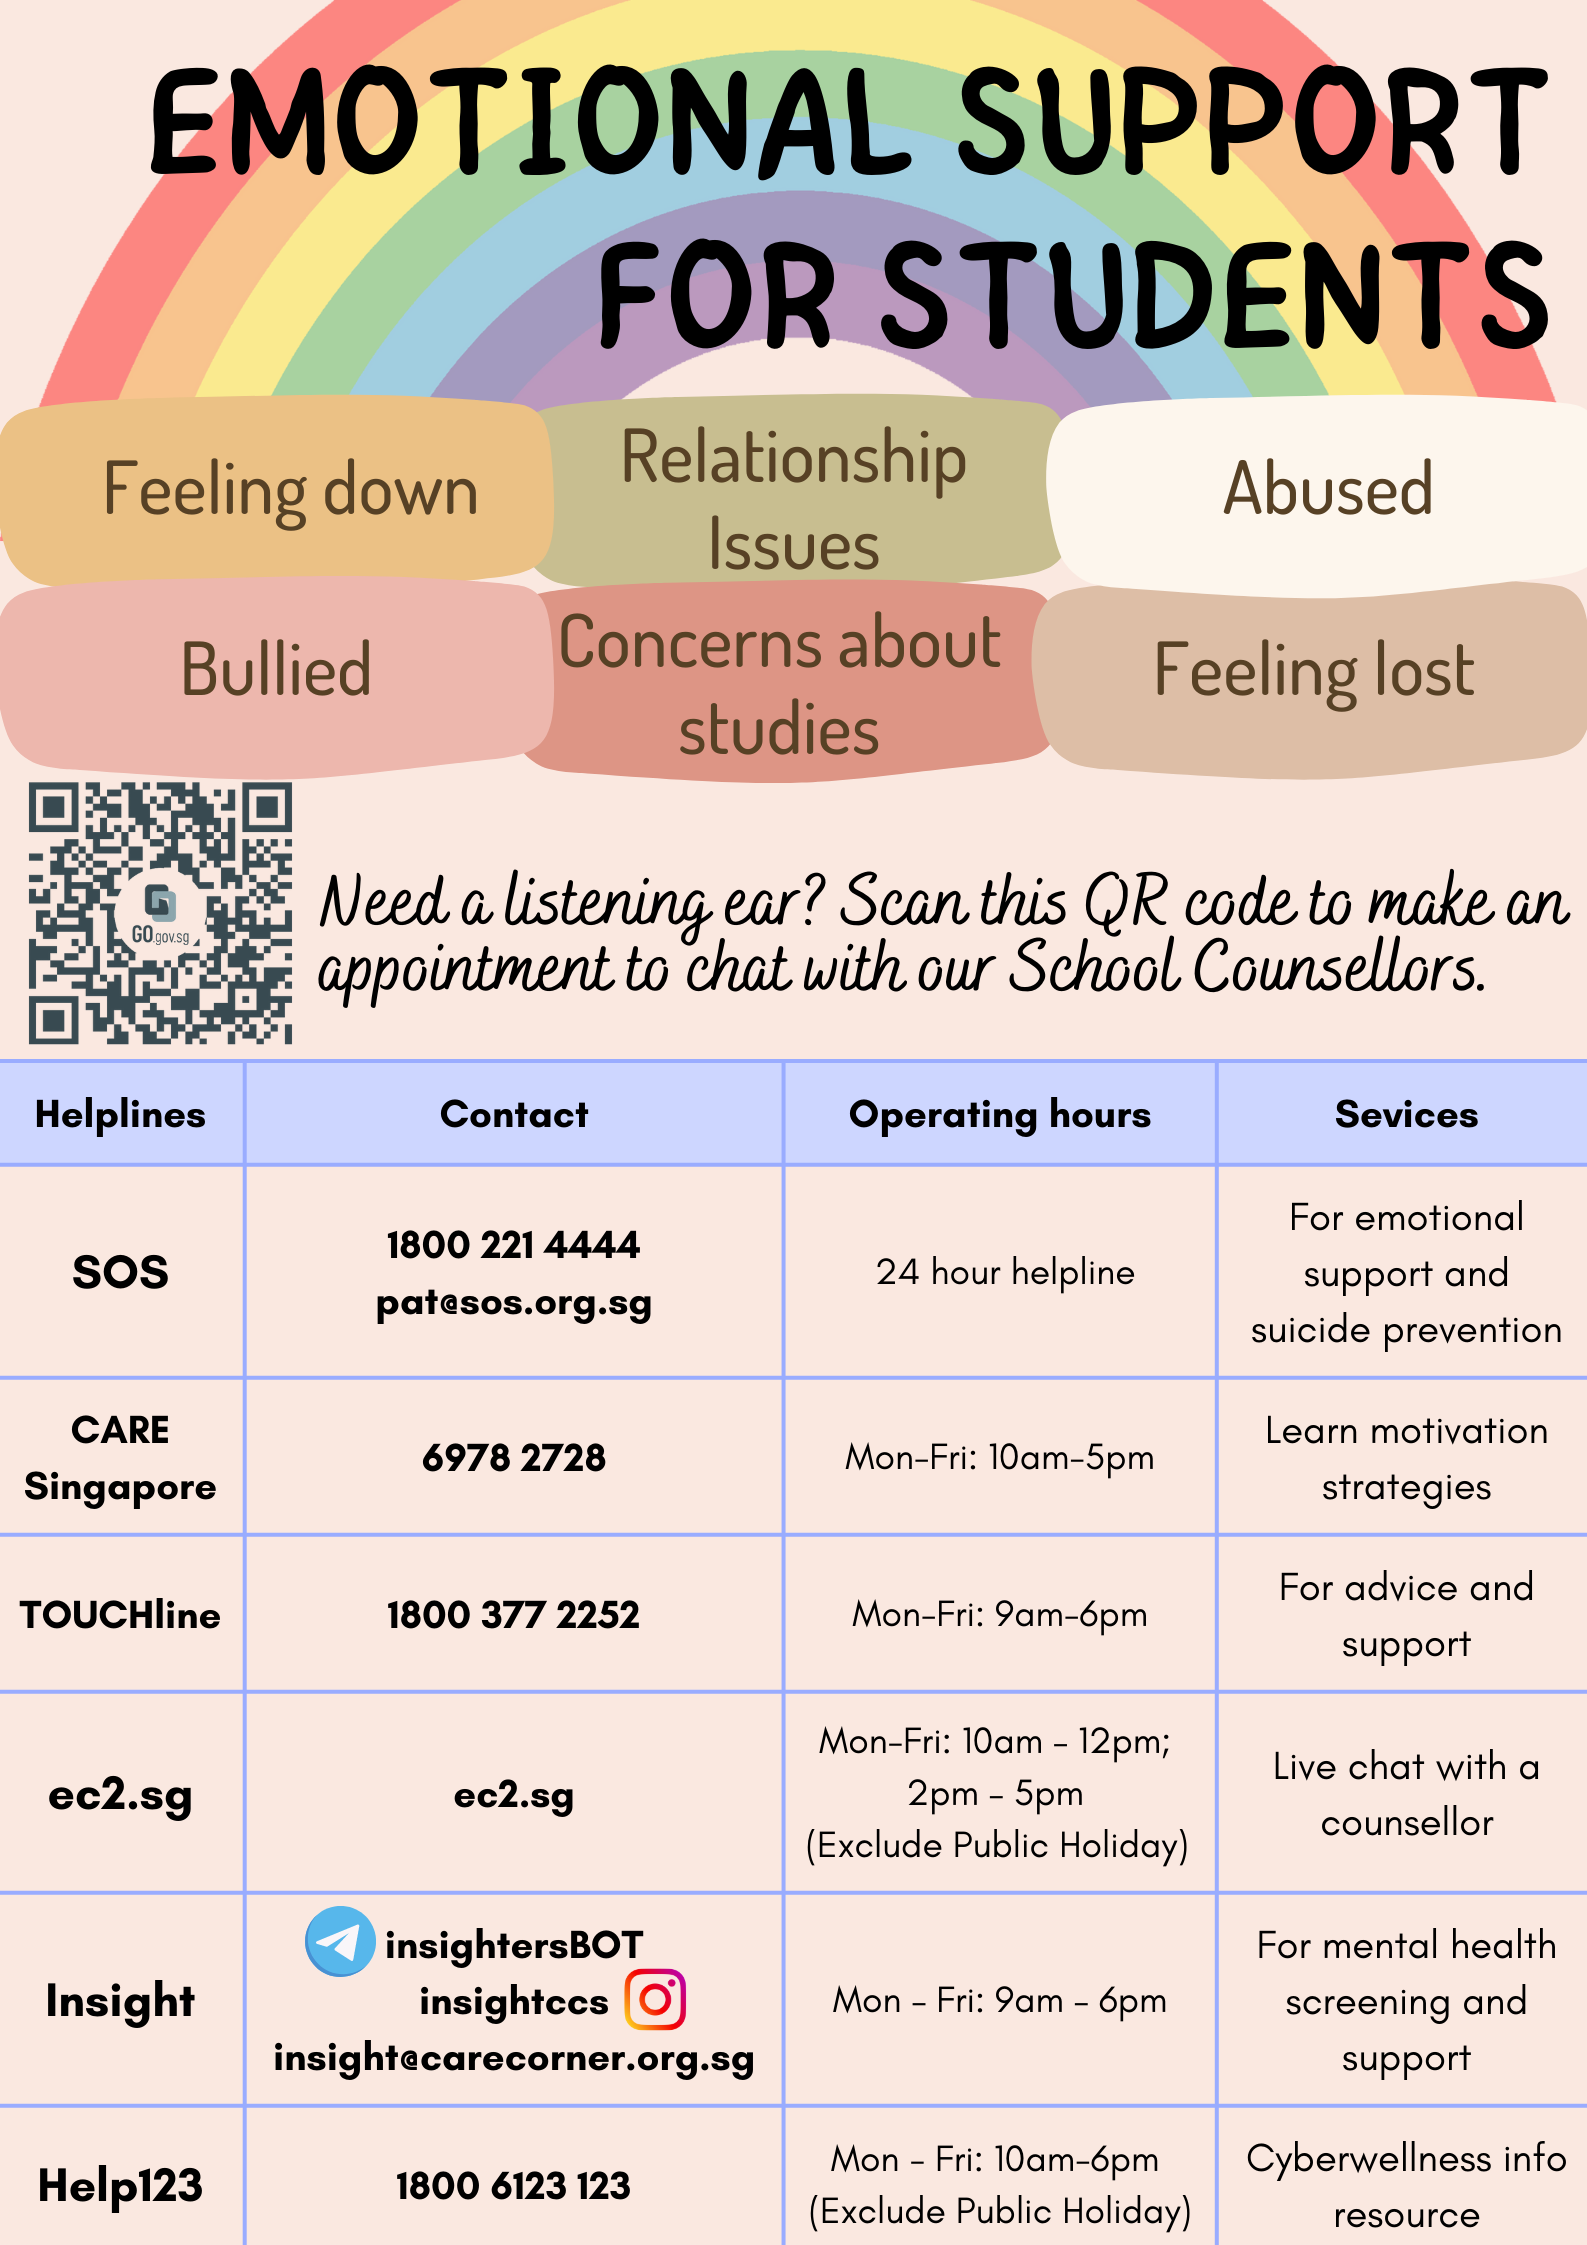 EMOTIONAL SUPPORT
FOR STUDENTS
Feeling down
Relationship
Issues
Abused
Bullied
Concerns about
studies
Feeling lost
GO.gov.sg
Need a listening ear? Scan this QR code to make an
appointment to chat with our School Counsellors.
Helplines
Contact
Operating hours
Sevices
SOS
1800 221 4444
pat@sos.org.sg
24 hour helpline
For emotional
support and
suicide prevention
CARE
Singapore
6978 2728
Mon-Fri: 10am-5pm
Learn motivation
strategies
TOUCHline
1800 377 2252
Mon-Fri: 9am-6pm
For advice and
support
ec2.sg
ec2.sg
Mon-Fri: 10am - 12pm;
2pm - 5pm
(Exclude Public Holiday)
Live chat with a
counsellor
Insight
insightersBOT
insightccs
insight@carecorner.org.sg
Mon - Fri: 9am - 6pm
For mental health
screening and
support
Help123
1800 6123 123
Mon - Fri: 10am-6pm
(Exclude Public Holiday)
Cyberwellness info
resource